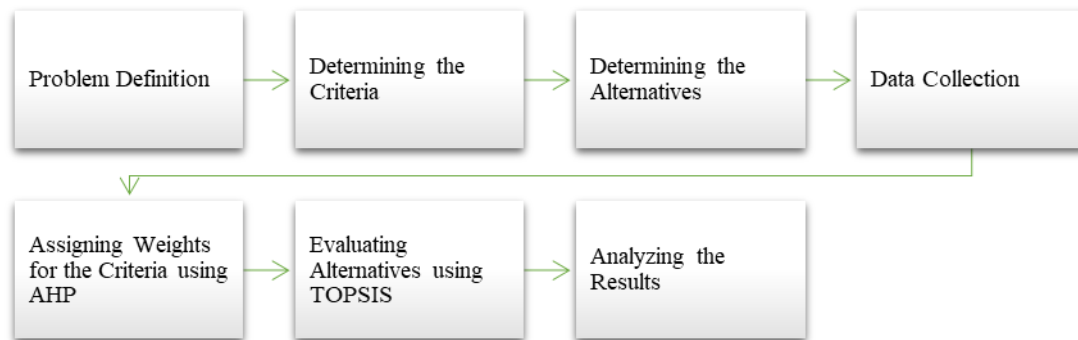 Problem Definition
Determining the
Criteria
Determining the
Alternatives
Data Collection
Assigning Weights
for the Criteria using
AHP
Evaluating
Alternatives using
TOPSIS
Analyzing the
Results